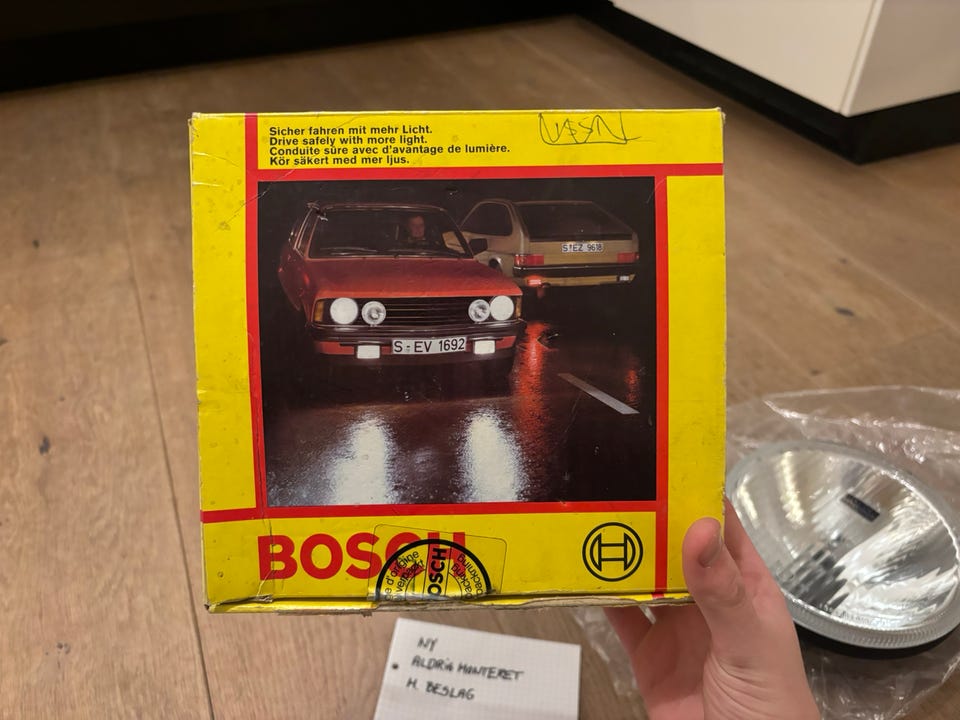 Sicher fahren mit mehr Licht.
Drive safely with more light.
Conduite sûre avec d'avantage de lumière.
Kör säkert med mer ljus.
S-EZ 9618
S-EV 1692
BOSCH
BOSCH
packning
NY
ALDRIG MONTERET
M. BESLAG